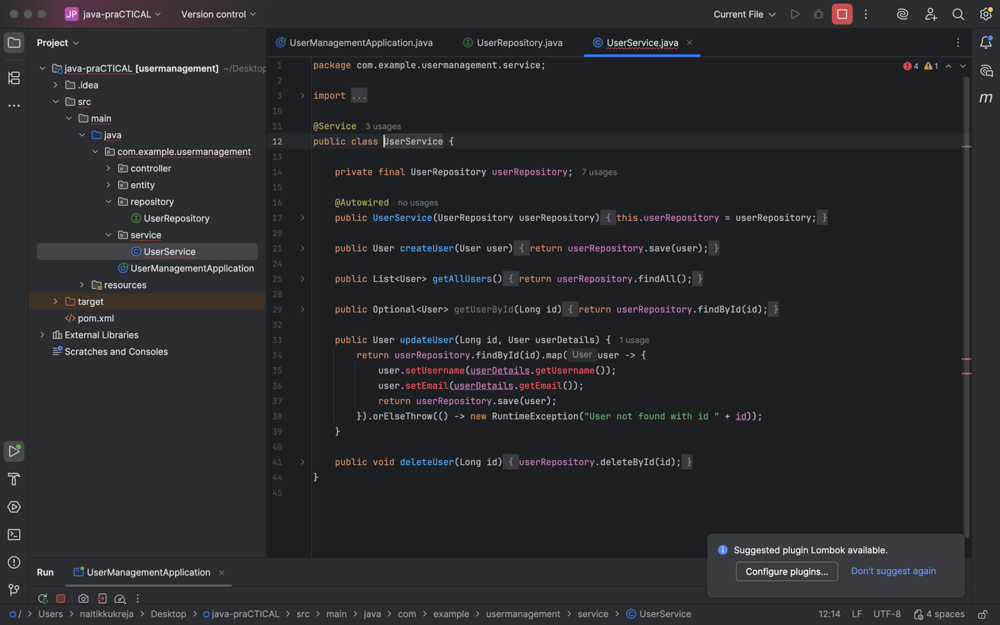 JP java-praCTICAL Version control Current File
Project
UserManagementApplication.java UserRepository.java UserService.java
java-praCTICAL [usermanagement] ~/Desktop
.idea
src
main
java
com.example.usermanagement
controller
entity
repository
UserRepository
service
UserService
UserManagementApplication
resources
target
pom.xml
External Libraries
Scratches and Consoles
4 1
1 package com.example.usermanagement.service;
2
3 import ...
10
11 @Service 3 usages
12 public class UserService {
13
14 private final UserRepository userRepository; 7 usages
15
16 @Autowired no usages
17 public UserService(UserRepository userRepository) { this.userRepository = userRepository; }
20
21 public User createUser(User user) { return userRepository.save(user); }
24
25 public List<User> getAllUsers() { return userRepository.findAll(); }
28
29 public Optional<User> getUserById(Long id) { return userRepository.findById(id); }
32
33 public User updateUser(Long id, User userDetails) { 1 usage
34 return userRepository.findById(id).map( User user -> {
35 user.setUsername(userDetails.getUsername());
36 user.setEmail(userDetails.getEmail());
37 return userRepository.save(user);
38 }).orElseThrow(() -> new RuntimeException("User not found with id " + id));
39 }
40
41 public void deleteUser(Long id) { userRepository.deleteById(id); }
44 }
45
m
Suggested plugin Lombok available.
Configure plugins... Don't suggest again
Run UserManagementApplication
/ > Users > naitikkukreja > Desktop > java-praCTICAL > src > main > java > com > example > usermanagement > service > UserService 12:14 LF UTF-8 4 spaces